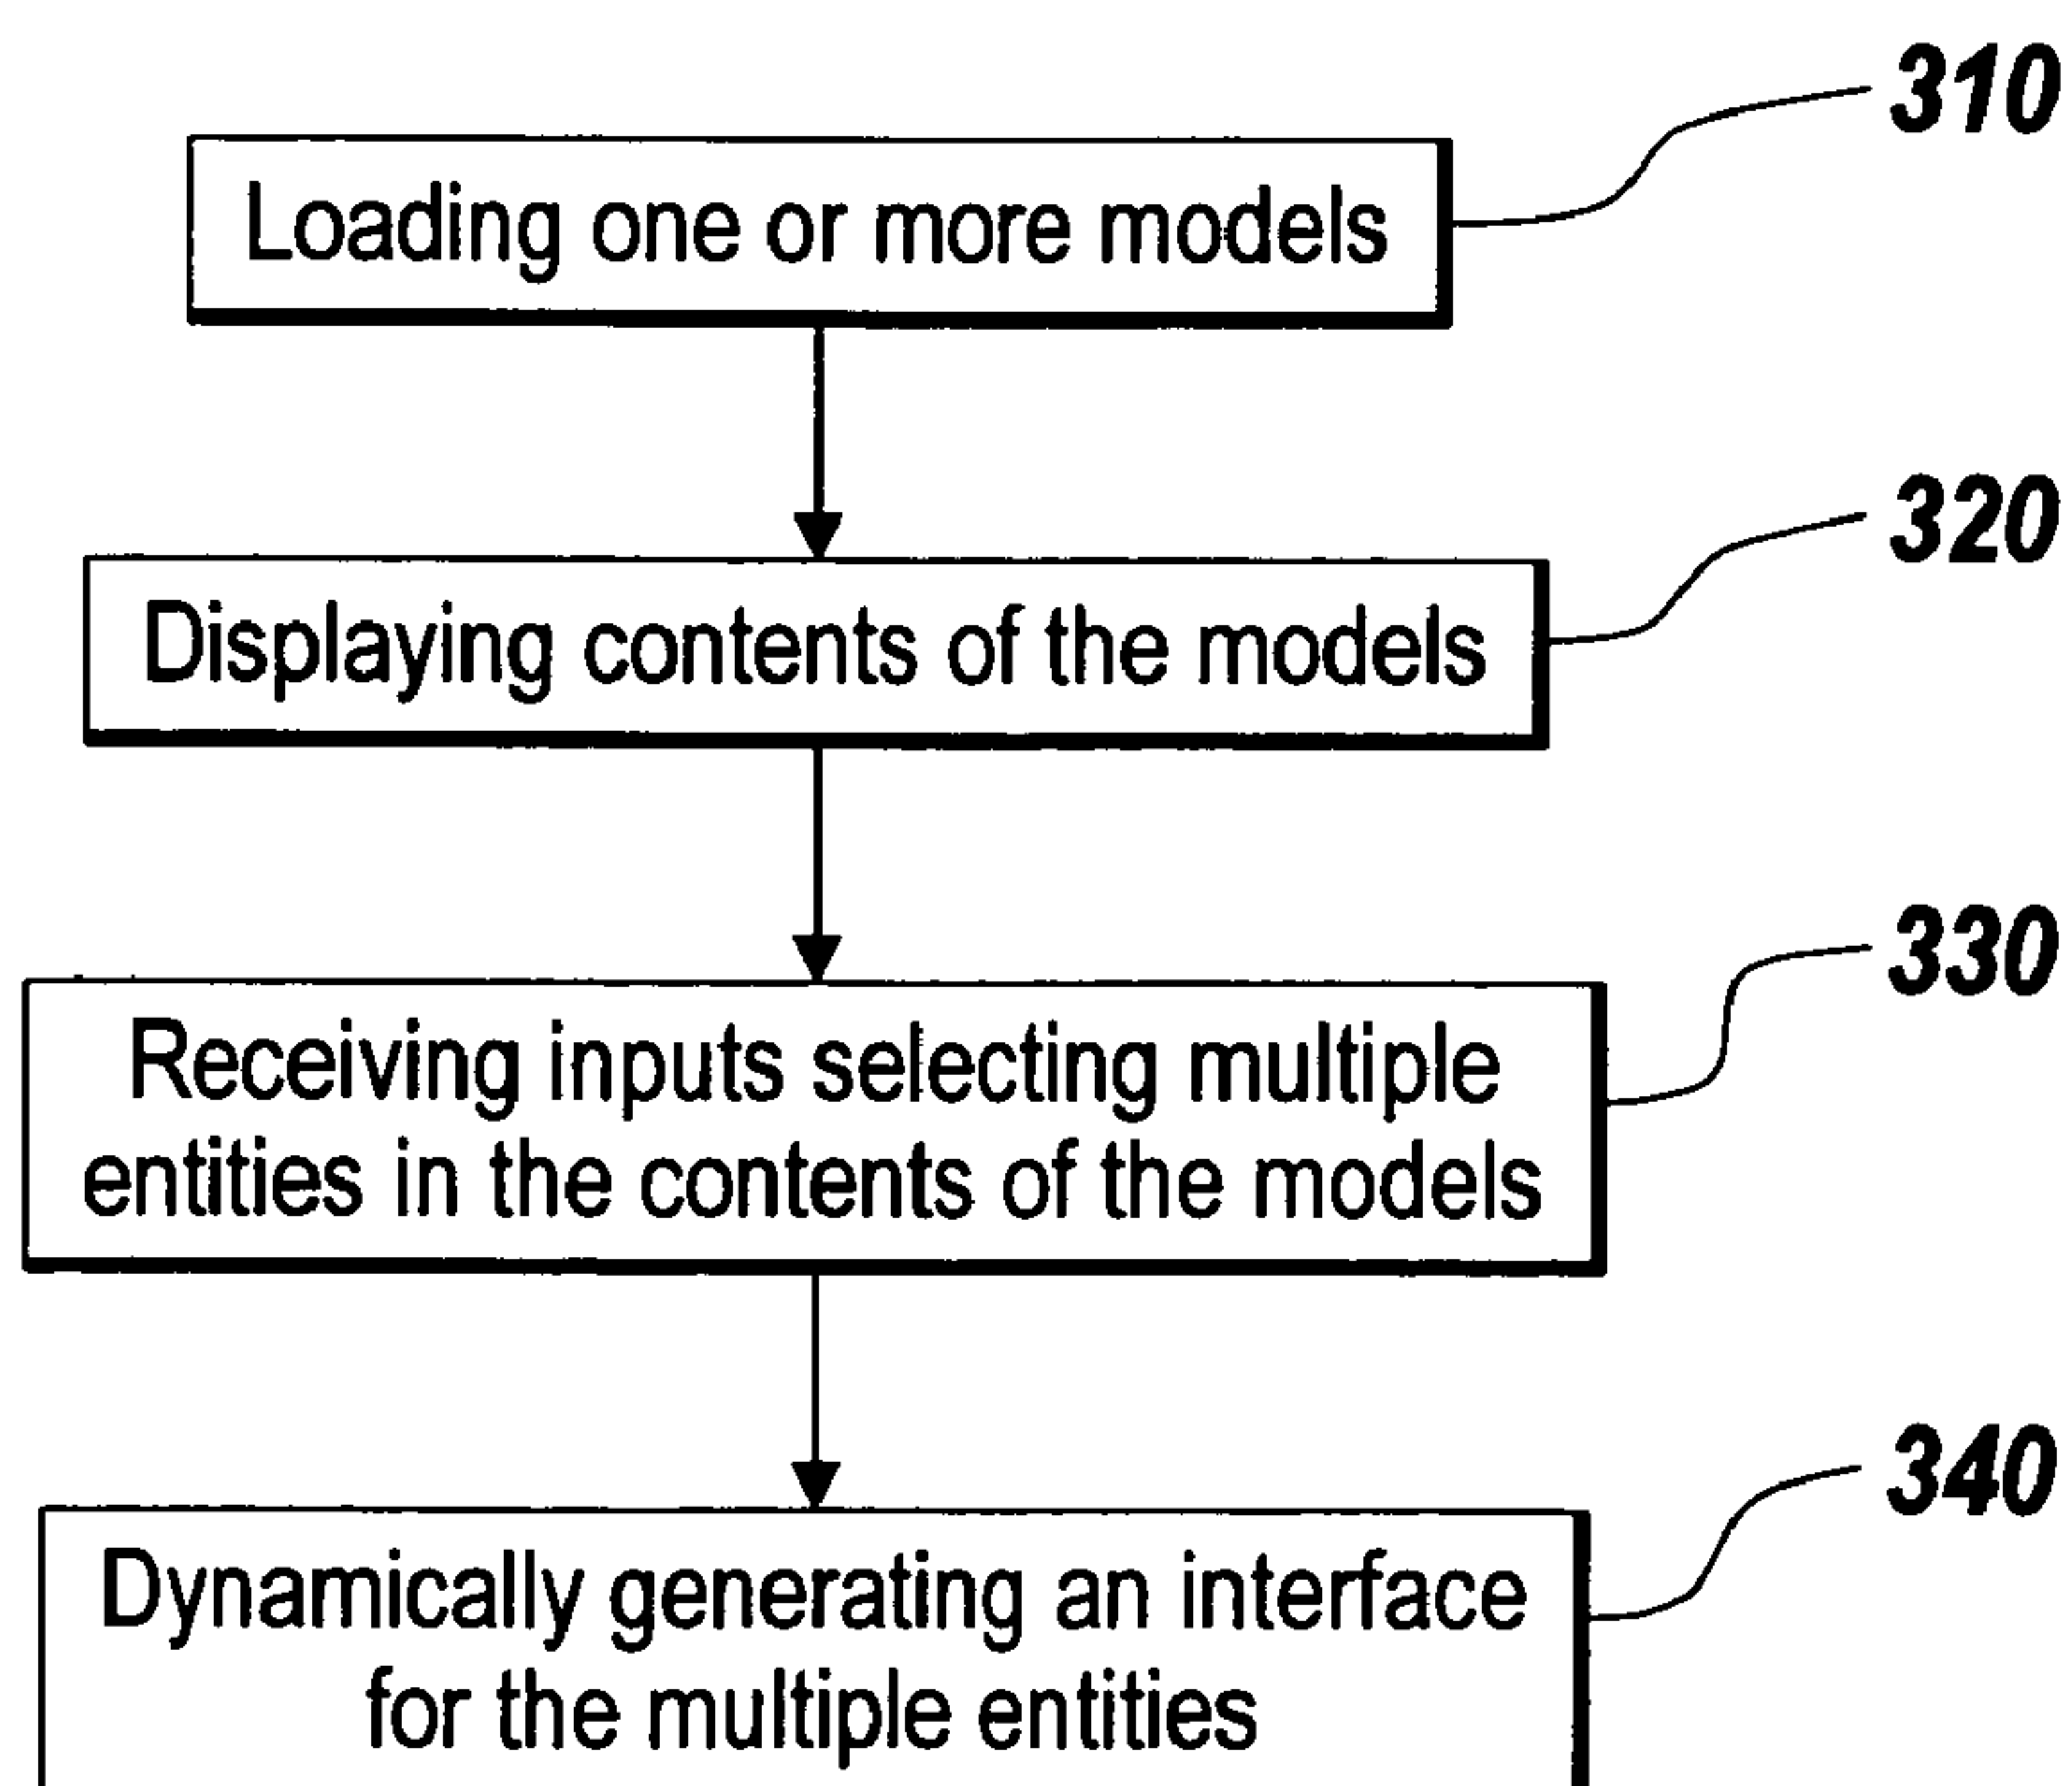 310
Loading one or more models
320
Displaying contents of the models
330
Receiving inputs selecting multiple
entities in the contents of the models
340
Dynamically generating an interface
for the multiple entities